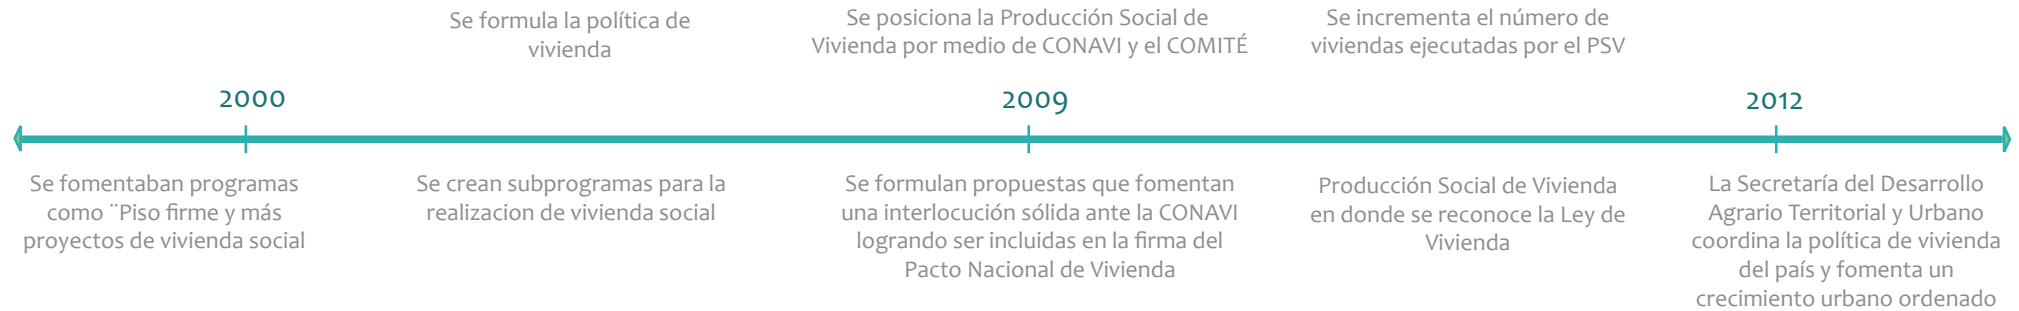 Se formula la política de
vivienda
Se posiciona la Producción Social de
Vivienda por medio de CONAVI y el COMITÉ
Se incrementa el número de
viviendas ejecutadas por el PSV
2000
2009
2012
Se fomentaban programas
como ¨Piso firme y más
proyectos de vivienda social
Se crean subprogramas para la
realizacion de vivienda social
Se formulan propuestas que fomentan
una interlocución sólida ante la CONAVI
logrando ser incluidas en la firma del
Pacto Nacional de Vivienda
Producción Social de Vivienda
en donde se reconoce la Ley de
Vivienda
La Secretaría del Desarrollo
Agrario Territorial y Urbano
coordina la política de vivienda
del país y fomenta un
crecimiento urbano ordenado